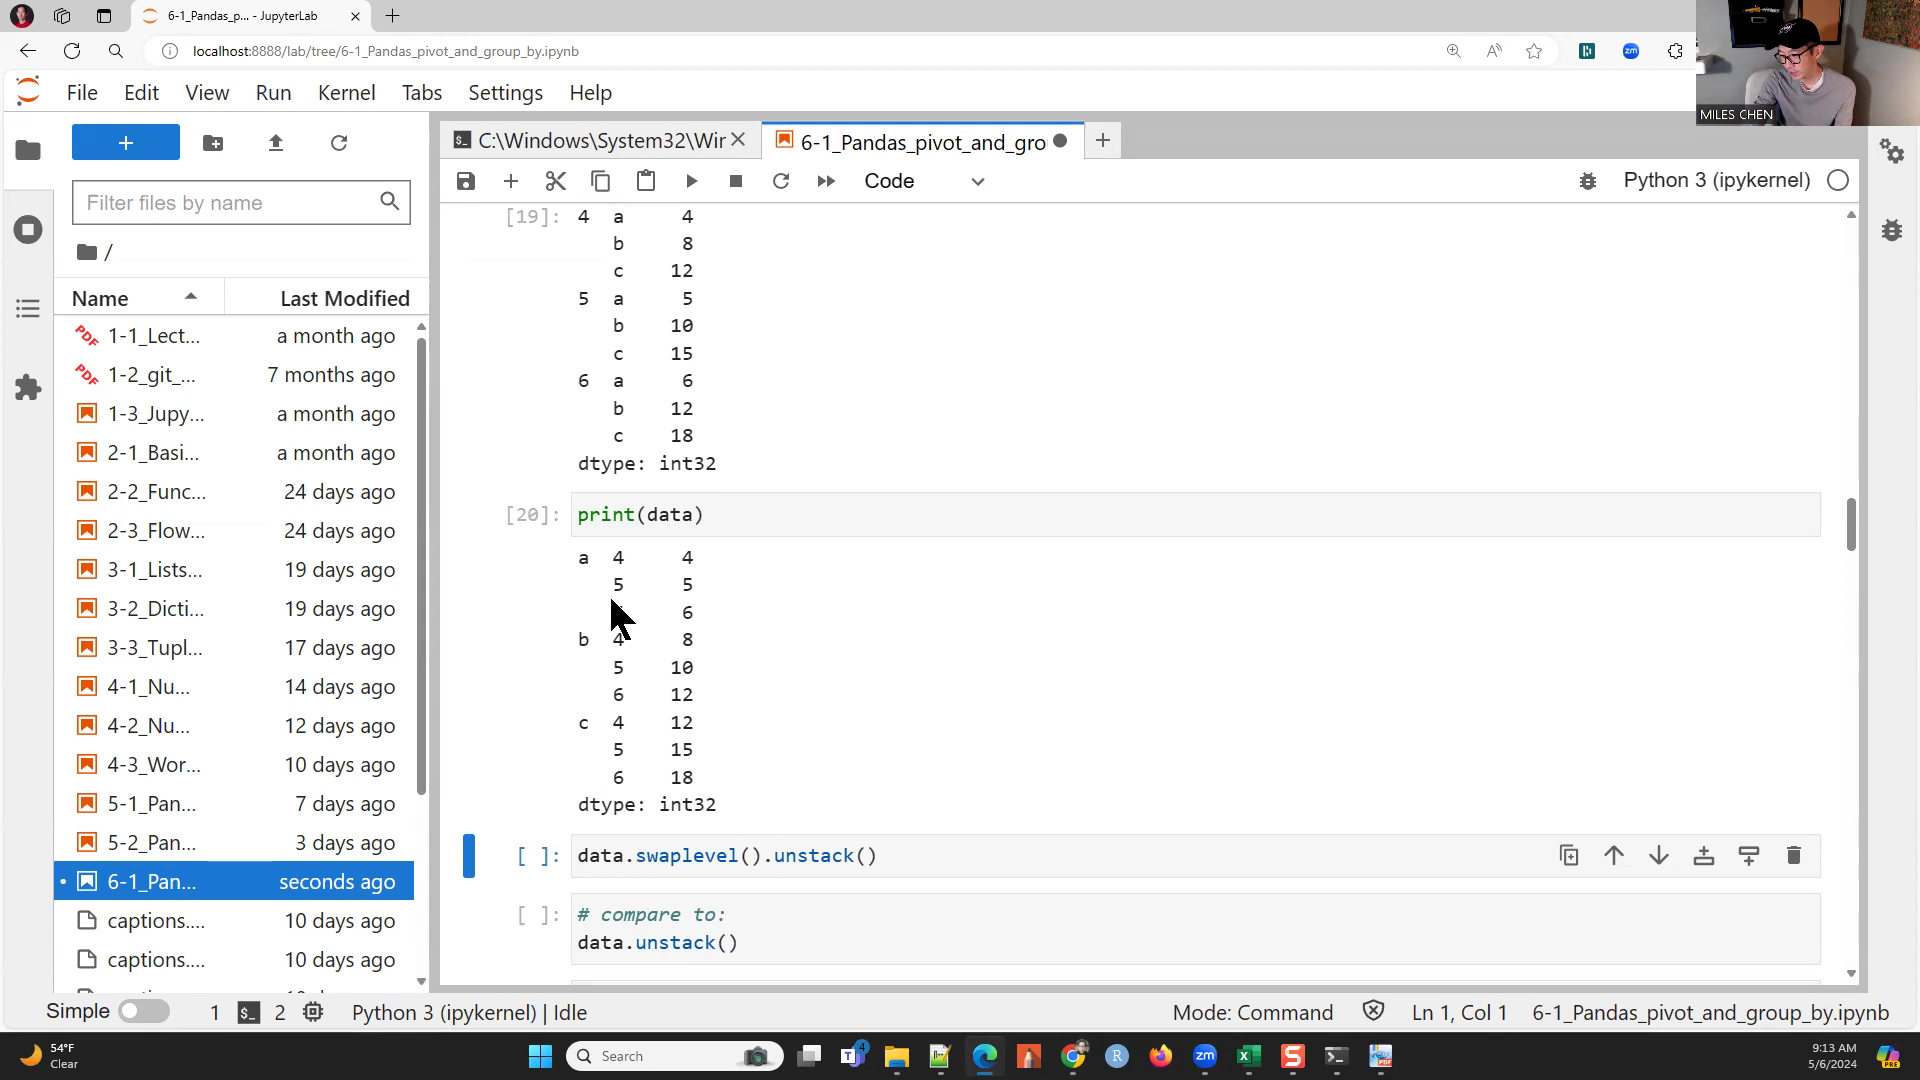 6-1_Pandas_p... - JupyterLab
localhost:8888/lab/tree/6-1_Pandas_pivot_and_group_by.ipynb
MILES CHEN
File Edit View Run Kernel Tabs Settings Help
C:\Windows\System32\Wir
6-1_Pandas_pivot_and_gro
Filter files by name
Code
Python 3 (ipykernel)
/
Name Last Modified
1-1_Lect... a month ago
1-2_git_... 7 months ago
1-3_Jupy... a month ago
2-1_Basi... a month ago
2-2_Func... 24 days ago
2-3_Flow... 24 days ago
3-1_Lists... 19 days ago
3-2_Dicti... 19 days ago
3-3_Tupl... 17 days ago
4-1_Nu... 14 days ago
4-2_Nu... 12 days ago
4-3_Wor... 10 days ago
5-1_Pan... 7 days ago
5-2_Pan... 3 days ago
6-1_Pan... seconds ago
captions.... 10 days ago
captions.... 10 days ago
[19]: 4 a 4
b 8
c 12
5 a 5
b 10
c 15
6 a 6
b 12
c 18
dtype: int32
[20]: print(data)
a 4 4
5 5
6
b 4 8
5 10
6 12
c 4 12
5 15
6 18
dtype: int32
[ ]: data.swaplevel().unstack()
[ ]: # compare to:
data.unstack()
Simple 1 2 Python 3 (ipykernel) | Idle
Mode: Command Ln 1, Col 1 6-1_Pandas_pivot_and_group_by.ipynb
54°F
Clear
Search
9:13 AM
5/6/2024